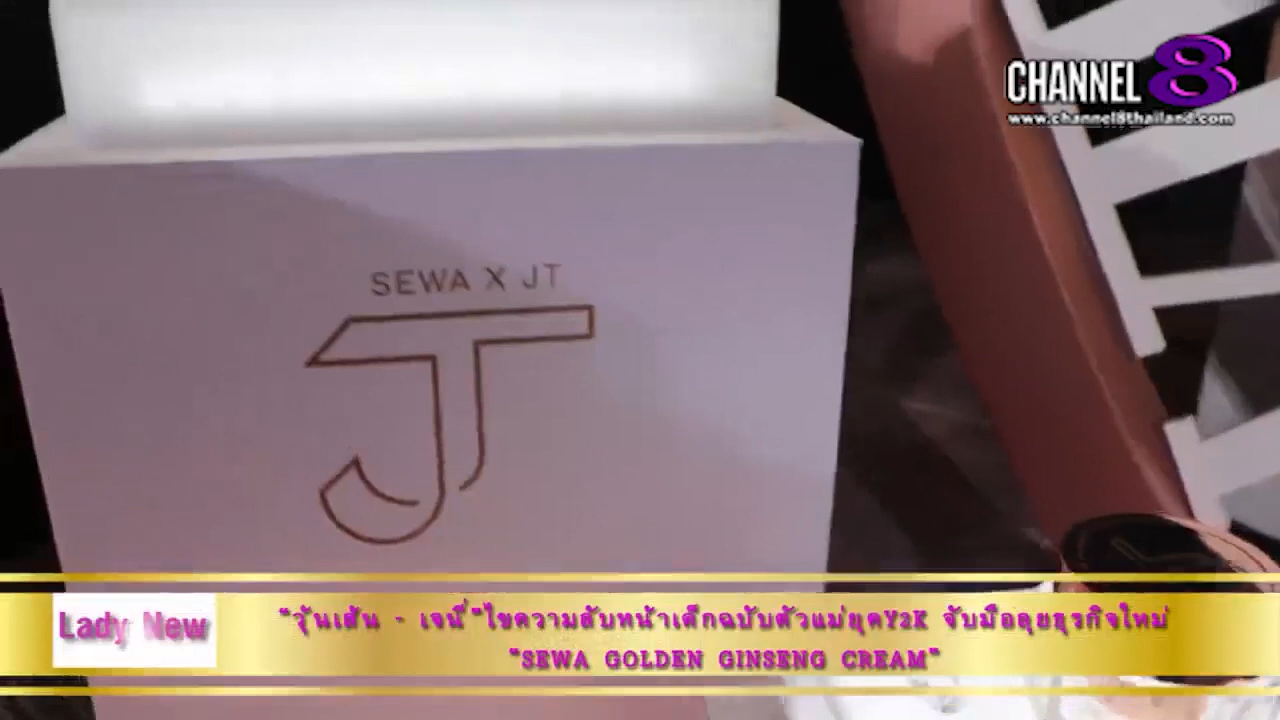 CHANNEL 8
www.channel8thailand.com
SEWA X JT
JT
Lady New
"วุ้นเส้น - เจนี่"ไขความลับหน้าเด็กฉบับตัวแม่ยุคY2K จับมือลุยธุรกิจใหม่
"SEWA GOLDEN GINSENG CREAM"